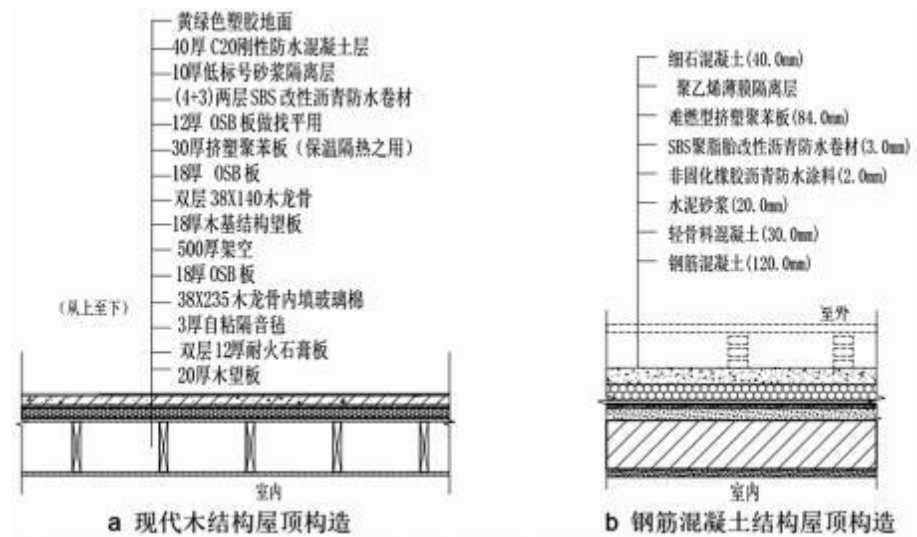 黄绿色塑胶地面
40厚 C20刚性防水混凝土层
10厚低标号砂浆隔离层
(4+3)两层SBS 改性沥青防水卷材
12厚 OSB 板做找平用
30厚挤塑聚苯板（保温隔热之用）
18厚 OSB 板
双层 38X140木龙骨
18厚木基结构望板
500厚架空
18厚OSB 板
38X235木龙骨内填玻璃棉
3厚自粘隔音毡
双层12厚耐火石膏板
20厚木望板
(从上至下)
室内
a 现代木结构屋顶构造
细石混凝土(40.0mm)
聚乙烯薄膜隔离层
难燃型挤塑聚苯板(84.0mm)
SBS聚脂胎改性沥青防水卷材(3.0mm)
非固化橡胶沥青防水涂料(2.0mm)
水泥砂浆(20.0mm)
轻骨料混凝土(30.0mm)
钢筋混凝土(120.0mm)
至外
室内
b 钢筋混凝土结构屋顶构造